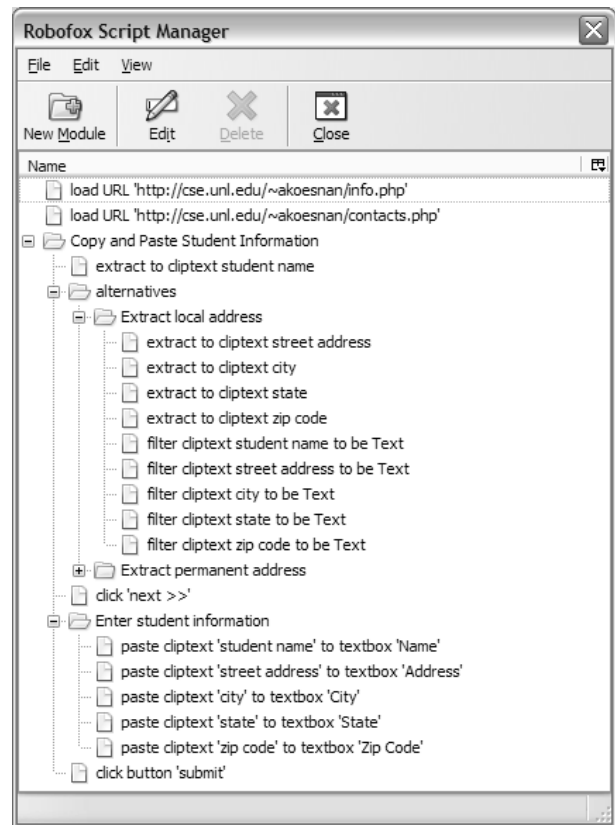 Robofox Script Manager
File Edit View
New Module Edit Delete Close
Name
load URL 'http://cse.unl.edu/~akoesnan/info.php'
load URL 'http://cse.unl.edu/~akoesnan/contacts.php'
Copy and Paste Student Information
extract to cliptext student name
alternatives
Extract local address
extract to cliptext street address
extract to cliptext city
extract to cliptext state
extract to cliptext zip code
filter cliptext student name to be Text
filter cliptext street address to be Text
filter cliptext city to be Text
filter cliptext state to be Text
filter cliptext zip code to be Text
Extract permanent address
click 'next >>'
Enter student information
paste cliptext 'student name' to textbox 'Name'
paste cliptext 'street address' to textbox 'Address'
paste cliptext 'city' to textbox 'City'
paste cliptext 'state' to textbox 'State'
paste cliptext 'zip code' to textbox 'Zip Code'
click button 'submit'